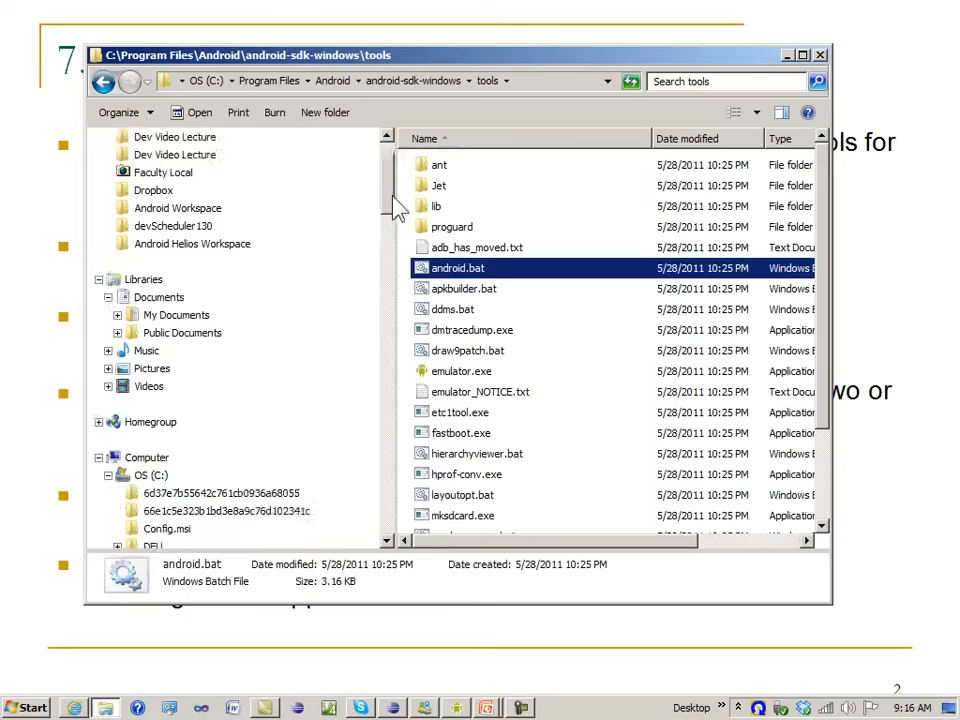 7.
C:\Program Files\Android\android-sdk-windows\tools
OS (C:) Program Files Android android-sdk-windows tools
Search tools
Organize Open Print Burn New folder
Dev Video Lecture
Dev Video Lecture
Faculty Local
Dropbox
Android Workspace
devScheduler130
Android Helios Workspace
Libraries
Documents
My Documents
Public Documents
Music
Pictures
Videos
Homegroup
Computer
OS (C:)
6d37e7b55642c761cb0936a68055
66e1c5e323b1bd3e8a9c76d102341c
Config.msi
DELL
Name Date modified Type
ant 5/28/2011 10:25 PM File folder
Jet 5/28/2011 10:25 PM File folder
lib 5/28/2011 10:25 PM File folder
proguard 5/28/2011 10:25 PM File folder
adb_has_moved.txt 5/28/2011 10:25 PM Text Docu
android.bat 5/28/2011 10:25 PM Windows B
apkbuilder.bat 5/28/2011 10:25 PM Windows B
ddms.bat 5/28/2011 10:25 PM Windows B
dmtracedump.exe 5/28/2011 10:25 PM Applicatio
draw9patch.bat 5/28/2011 10:25 PM Windows B
emulator.exe 5/28/2011 10:25 PM Applicatio
emulator_NOTICE.txt 5/28/2011 10:25 PM Text Docu
etc1tool.exe 5/28/2011 10:25 PM Applicatio
fastboot.exe 5/28/2011 10:25 PM Applicatio
hierarchyviewer.bat 5/28/2011 10:25 PM Windows B
hprof-conv.exe 5/28/2011 10:25 PM Applicatio
layoutopt.bat 5/28/2011 10:25 PM Windows B
mksdcard.exe 5/28/2011 10:25 PM Applicatio
ols for
wo or
android.bat Date modified: 5/28/2011 10:25 PM Date created: 5/28/2011 10:25 PM
Windows Batch File Size: 3.16 KB
2
Start Desktop 9:16 AM